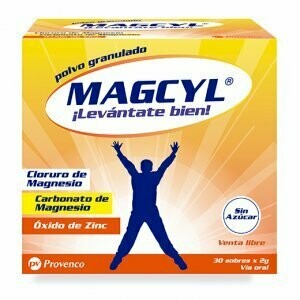 polvo granulado
MAGCYL®
¡Levántate bien!
Cloruro de
Magnesio
Carbonato de
Magnesio
Óxido de Zinc
Sin
Azúcar
Venta libre
pv Provenco
30 sobres x 2g
Vía oral